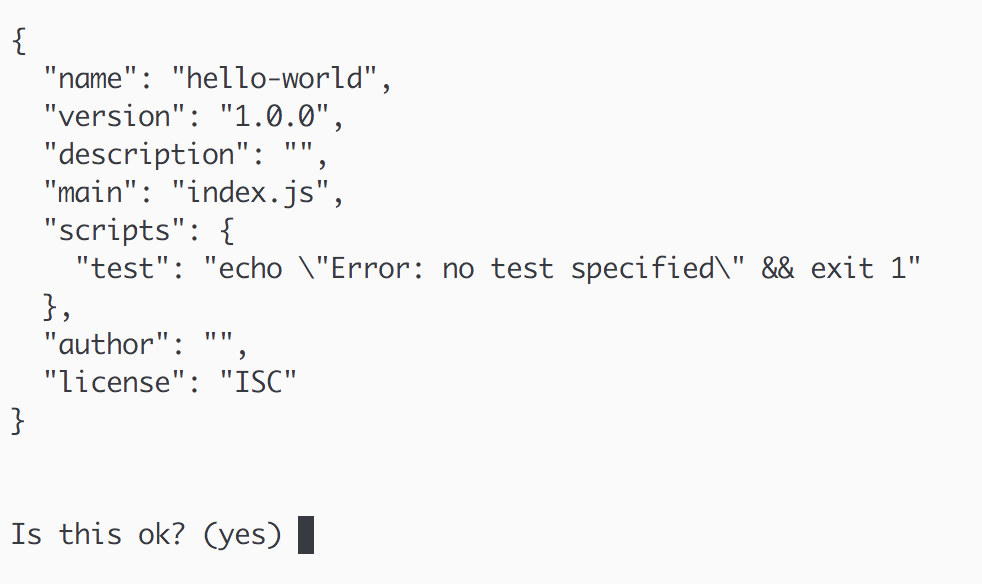 {
  "name": "hello-world",
  "version": "1.0.0",
  "description": "",
  "main": "index.js",
  "scripts": {
    "test": "echo \"Error: no test specified\" && exit 1"
  },
  "author": "",
  "license": "ISC"
}
Is this ok? (yes)